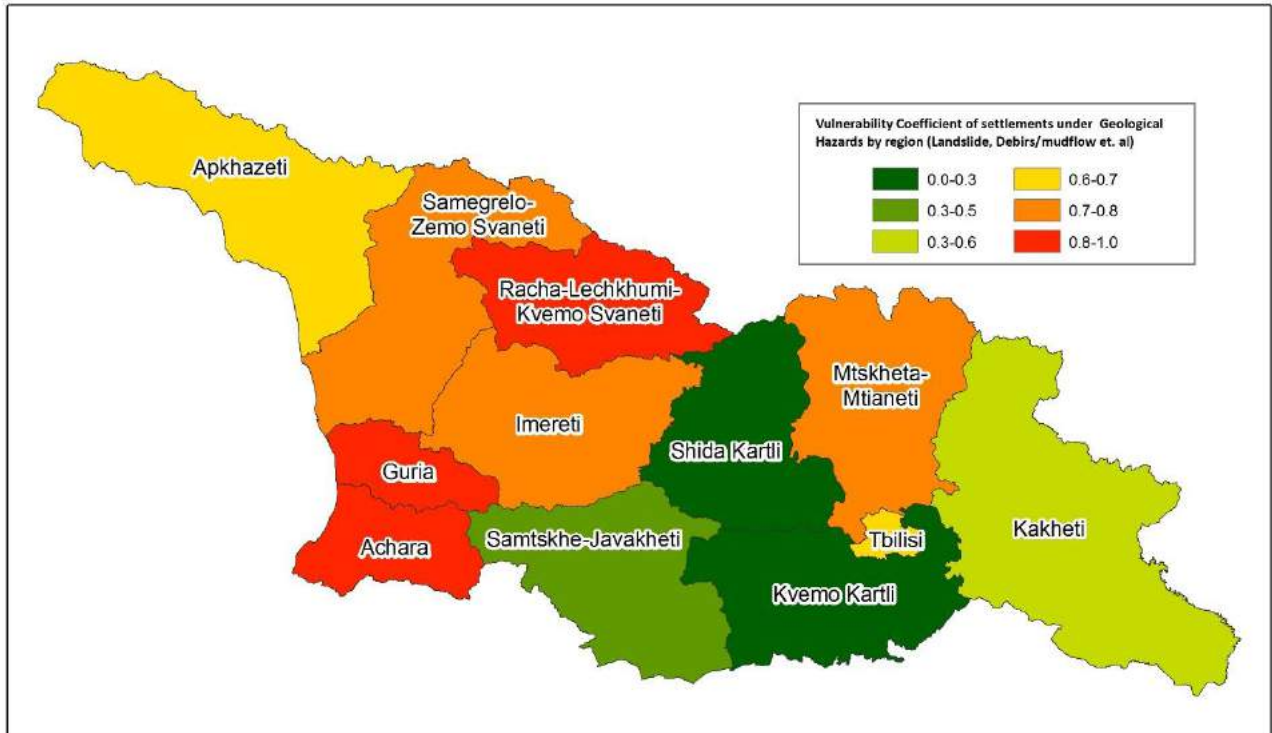 Vulnerability Coefficient of settlements under Geological
Hazards by region (Landslide, Debirs/mudflow et. al)
0.0-0.3
0.6-0.7
0.3-0.5
0.7-0.8
0.3-0.6
0.8-1.0
Apkhazeti
Samegrelo-
Zemo Svaneti
Racha-Lechkhumi-
Kvemo Svaneti
Mtskheta-
Mtianeti
Imereti
Shida Kartli
Guria
Achara
Samtskhe-Javakheti
Tbilisi
Kakheti
Kvemo Kartli